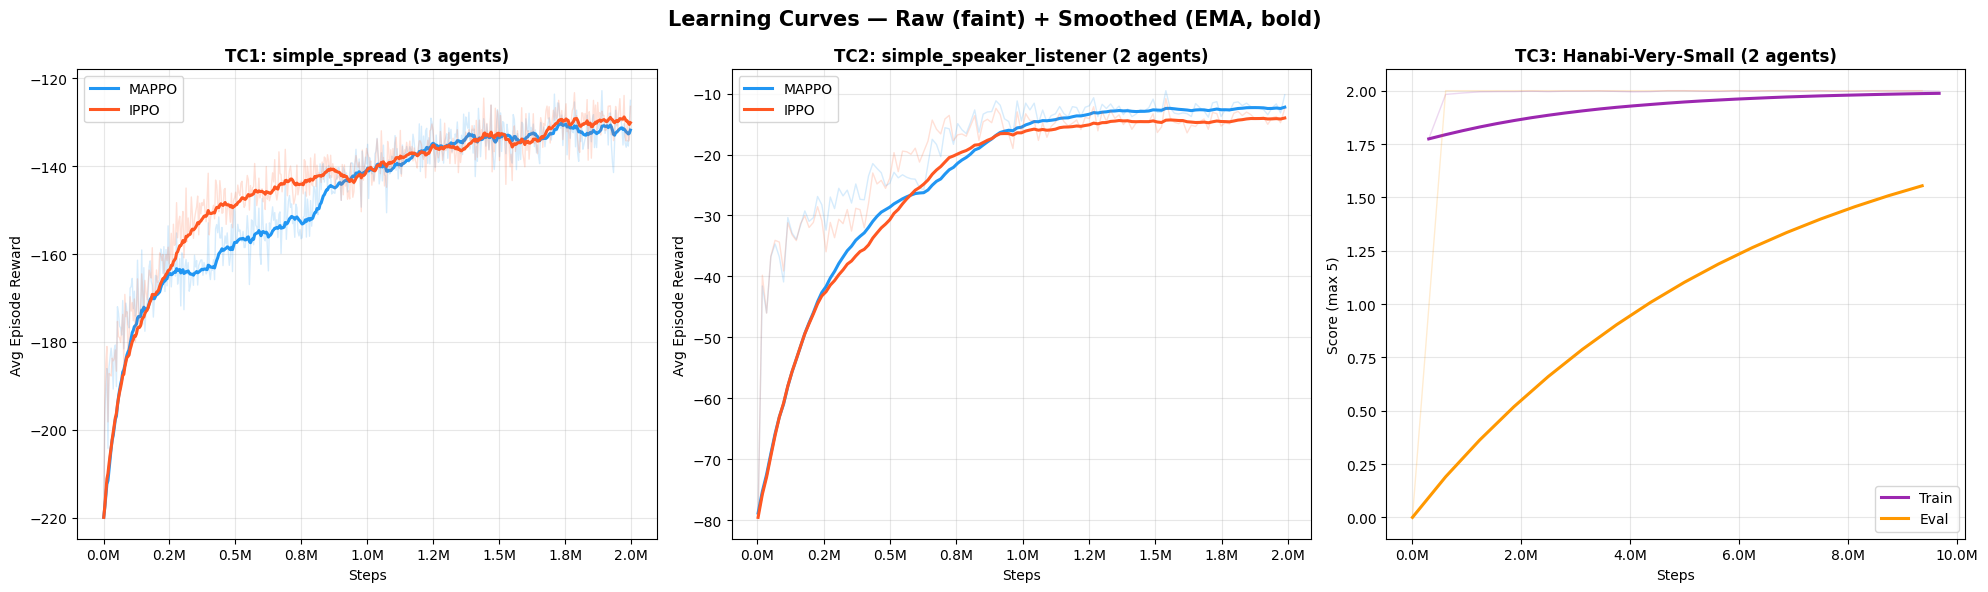 Learning Curves — Raw (faint) + Smoothed (EMA, bold)
TC1: simple_spread (3 agents)
MAPPO
IPPO
Avg Episode Reward
−120
−140
−160
−180
−200
−220
0.0M 0.2M 0.5M 0.8M 1.0M 1.2M 1.5M 1.8M 2.0M
Steps
TC2: simple_speaker_listener (2 agents)
MAPPO
IPPO
Avg Episode Reward
−10
−20
−30
−40
−50
−60
−70
−80
0.0M 0.2M 0.5M 0.8M 1.0M 1.2M 1.5M 1.8M 2.0M
Steps
TC3: Hanabi-Very-Small (2 agents)
Score (max 5)
2.00
1.75
1.50
1.25
1.00
0.75
0.50
0.25
0.00
Train
Eval
0.0M 2.0M 4.0M 6.0M 8.0M 10.0M
Steps